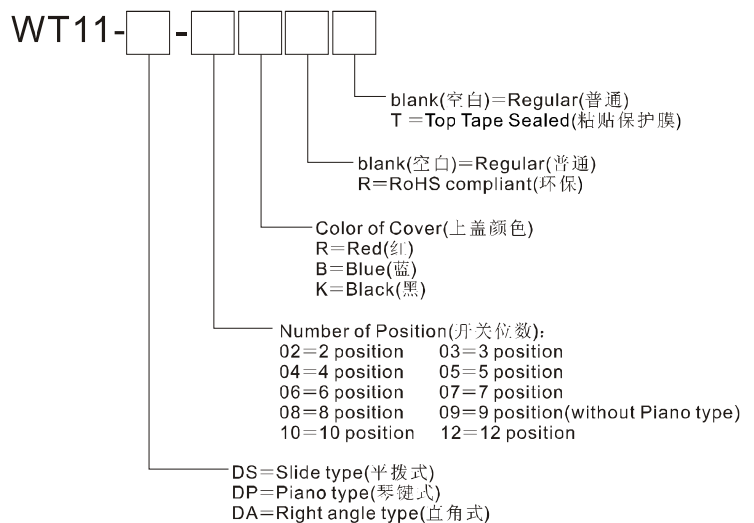 WT11-□-□□□□
blank(空白)=Regular(普通)
T =Top Tape Sealed(粘贴保护膜)
blank(空白)=Regular(普通)
R=RoHS compliant(环保)
Color of Cover(上盖颜色)
R=Red(红)
B=Blue(蓝)
K=Black(黑)
Number of Position(开关位数):
02=2 position 03=3 position
04=4 position 05=5 position
06=6 position 07=7 position
08=8 position 09=9 position(without Piano type)
10=10 position 12=12 position
DS=Slide type(平拨式)
DP=Piano type(琴键式)
DA=Right angle type(直角式)